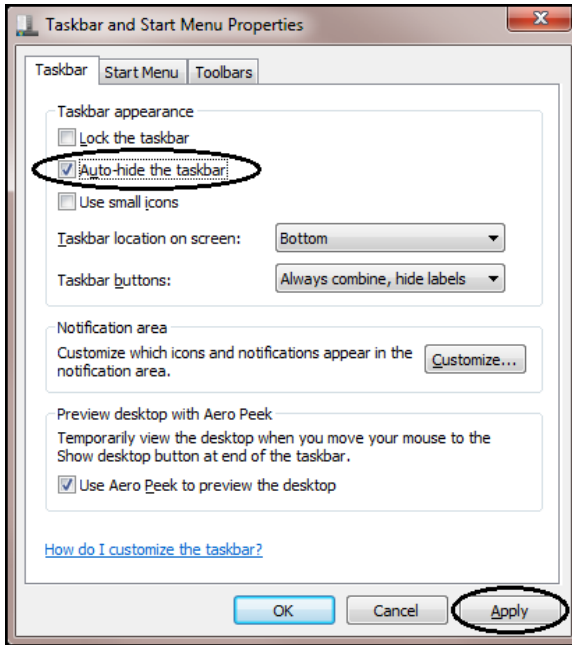 Taskbar and Start Menu Properties
Taskbar Start Menu Toolbars
Taskbar appearance
Lock the taskbar
Auto-hide the taskbar
Use small icons
Taskbar location on screen: Bottom
Taskbar buttons: Always combine, hide labels
Notification area
Customize which icons and notifications appear in the
notification area.
Customize...
Preview desktop with Aero Peek
Temporarily view the desktop when you move your mouse to the
Show desktop button at end of the taskbar.
Use Aero Peek to preview the desktop
How do I customize the taskbar?
OK Cancel Apply